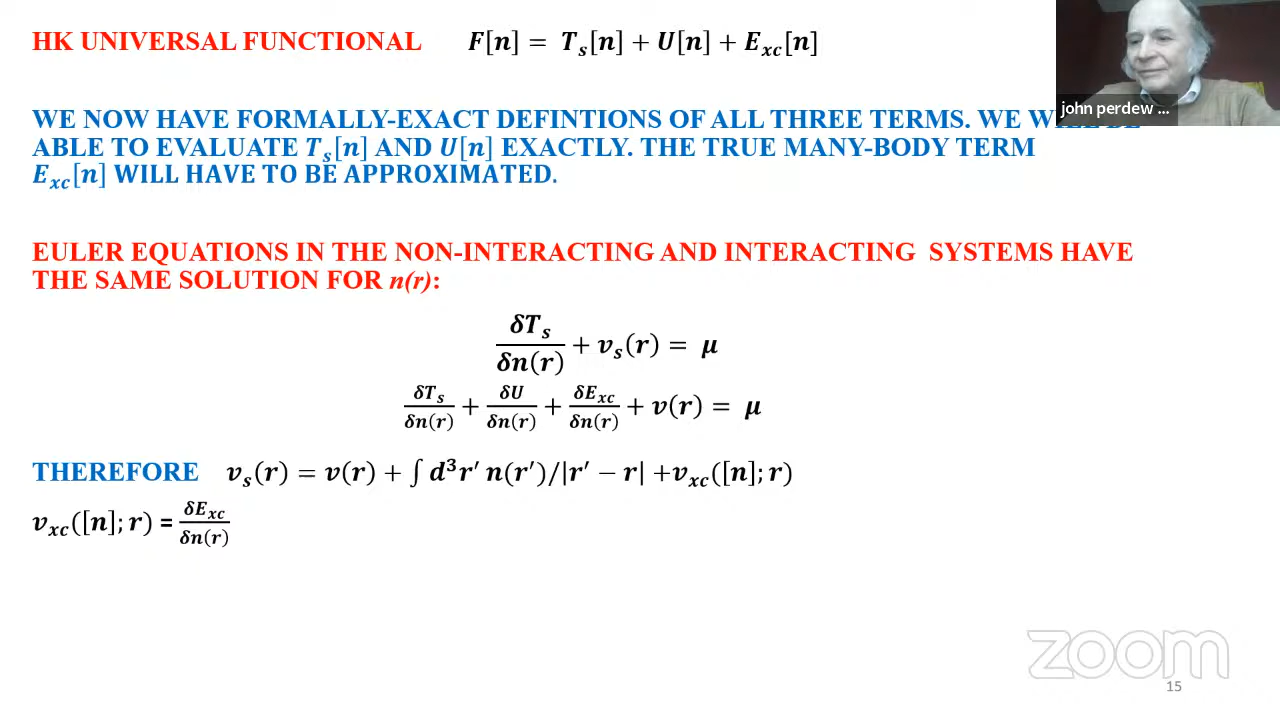 HK UNIVERSAL FUNCTIONAL F[n] = T_s[n] + U[n] + E_xc[n]
john perdew ...
WE NOW HAVE FORMALLY-EXACT DEFINTIONS OF ALL THREE TERMS. WE BE
ABLE TO EVALUATE T_s[n] AND U[n] EXACTLY. THE TRUE MANY-BODY TERM
E_xc[n] WILL HAVE TO BE APPROXIMATED.
EULER EQUATIONS IN THE NON-INTERACTING AND INTERACTING SYSTEMS HAVE
THE SAME SOLUTION FOR n(r):
δT_s/δn(r) + v_s(r) = μ
δT_s/δn(r) + δU/δn(r) + δE_xc/δn(r) + v(r) = μ
THEREFORE v_s(r) = v(r) + ∫ d³r′ n(r′)/|r′ − r| +v_xc([n]; r)
v_xc([n]; r) = δE_xc/δn(r)
zoom
15